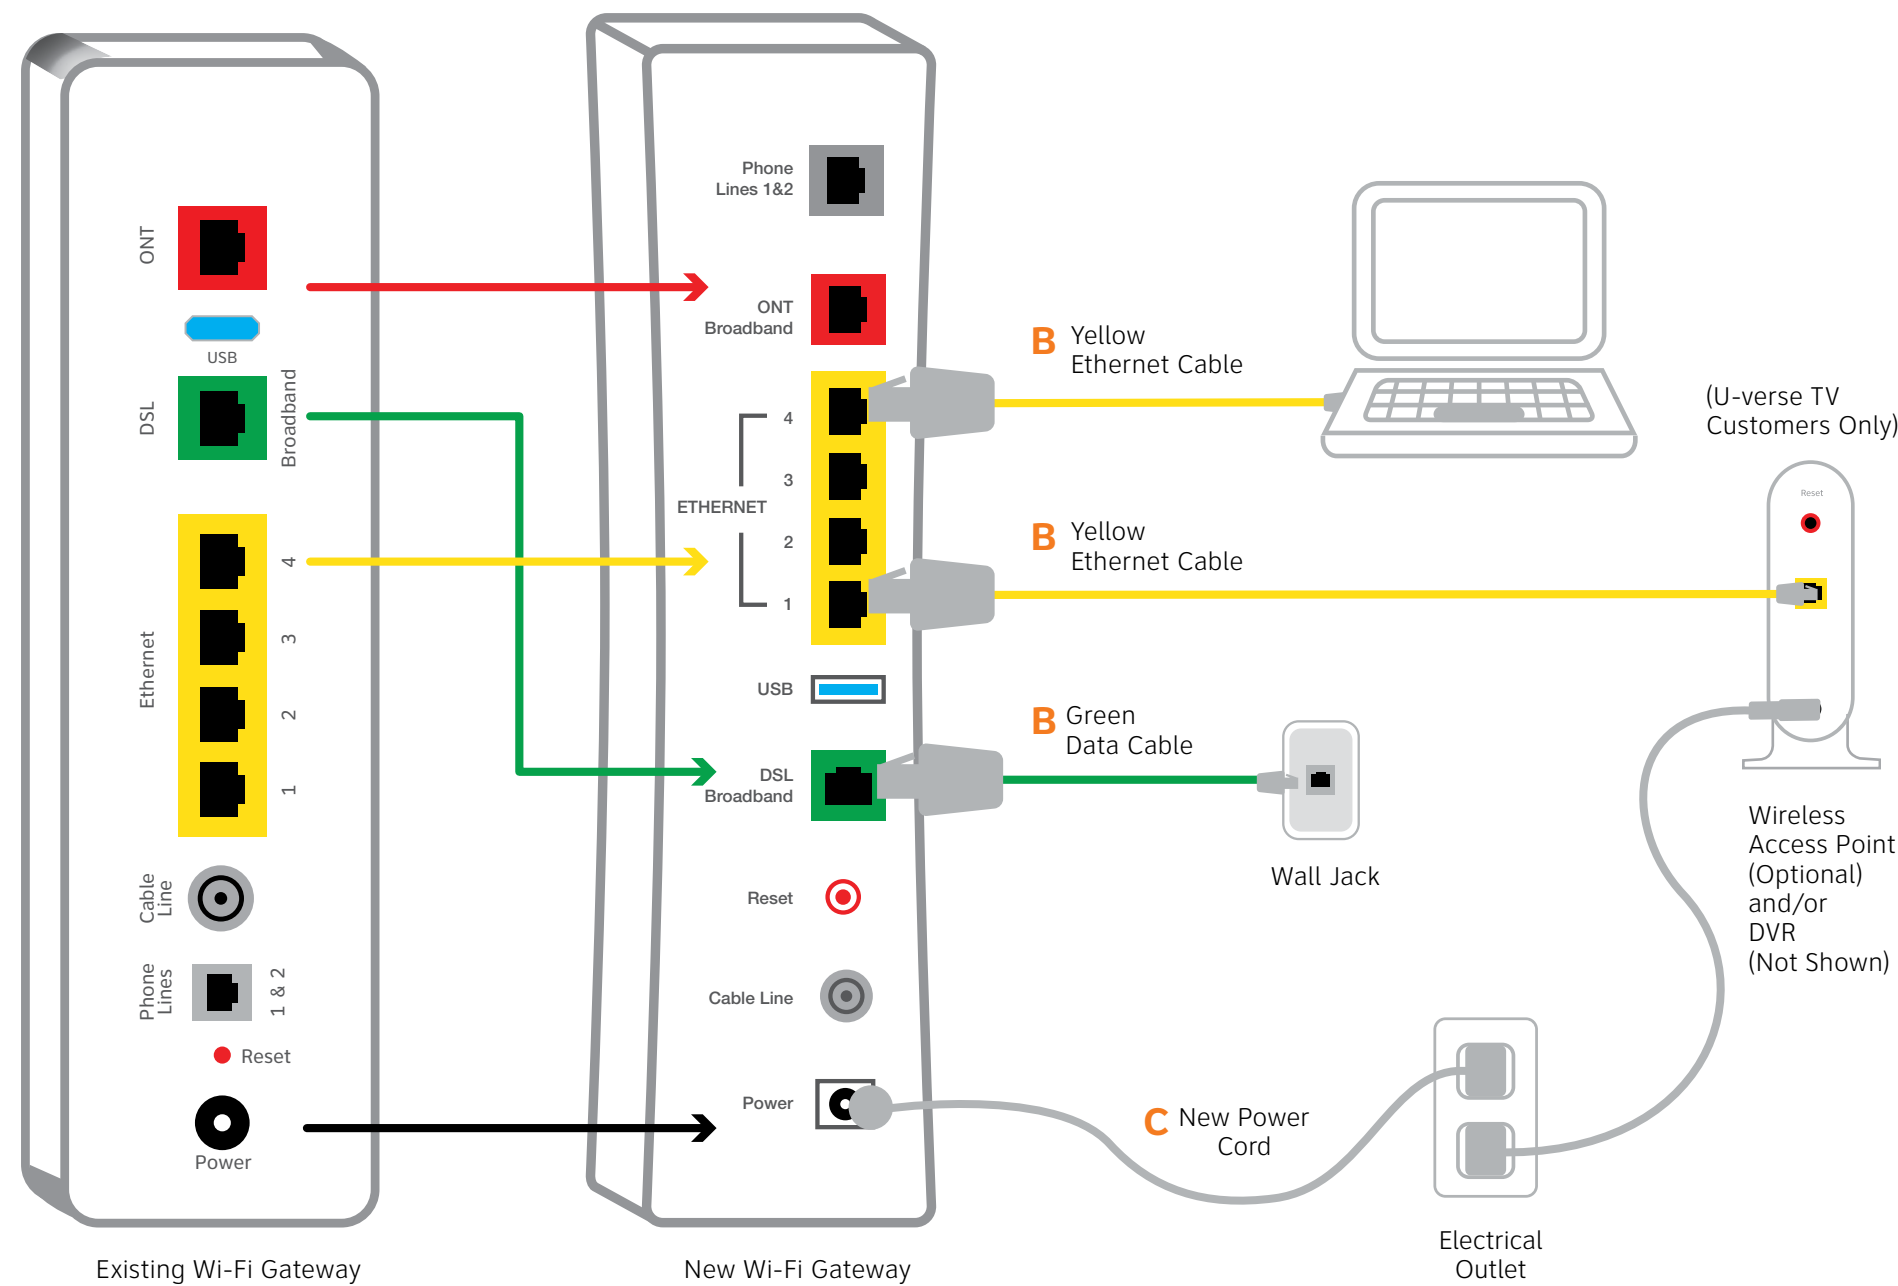 ONT
USB
DSL
Broadband
Ethernet
4
3
2
1
Cable
Line
Phone
Lines
1 & 2
Reset
Power
Existing Wi-Fi Gateway
Phone
Lines 1&2
ONT
Broadband
ETHERNET
4
3
2
1
USB
DSL
Broadband
Reset
Cable Line
Power
New Wi-Fi Gateway
B Yellow
Ethernet Cable
B Yellow
Ethernet Cable
B Green
Data Cable
Wall Jack
C New Power
Cord
Electrical
Outlet
(U-verse TV
Customers Only)
Reset
Wireless
Access Point
(Optional)
and/or
DVR
(Not Shown)